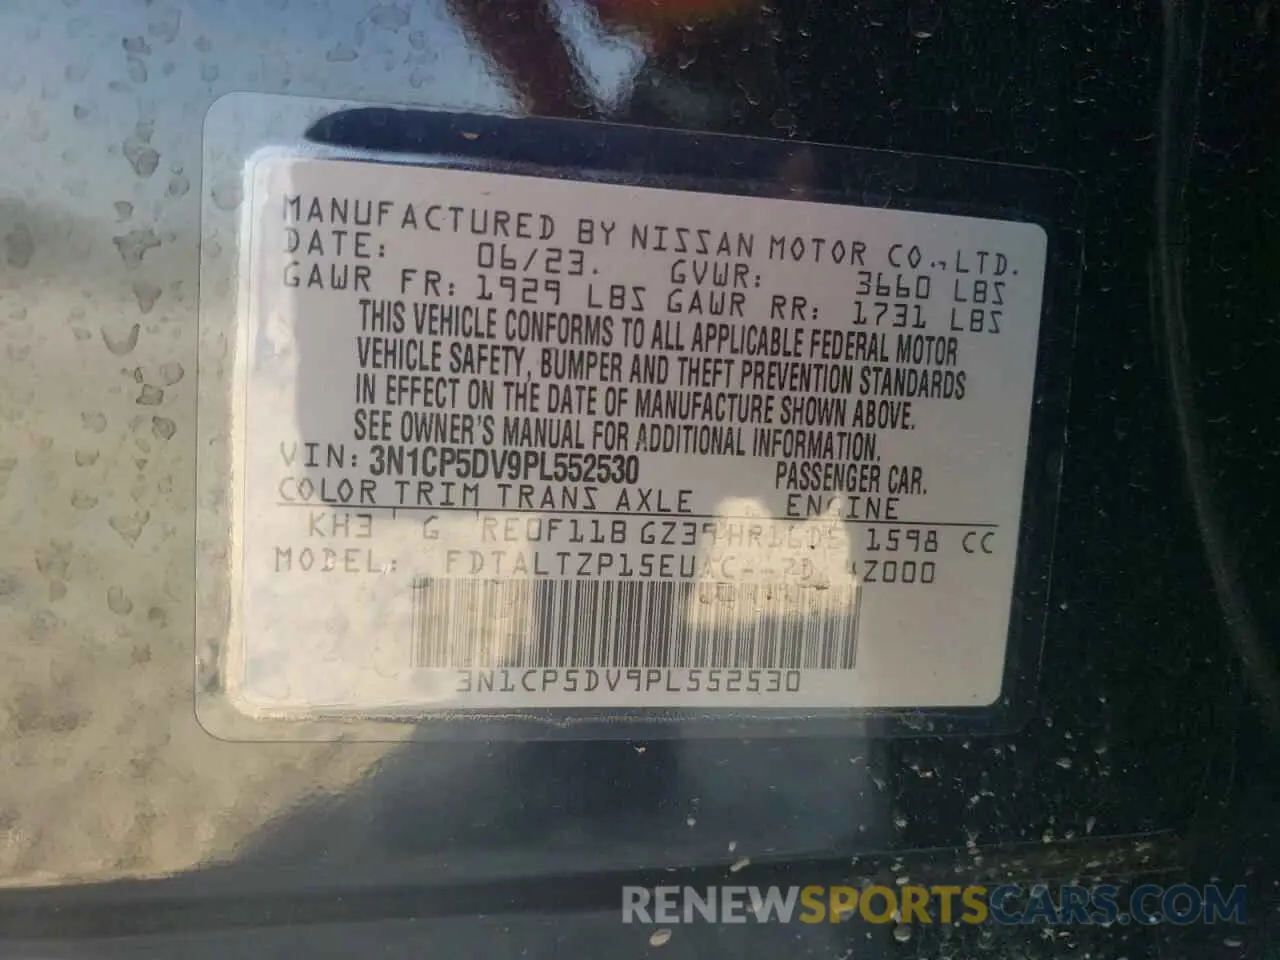 MANUFACTURED BY NISSAN MOTOR CO., LTD.
DATE: 06/23. GVWR: 3660 LBS
GAWR FR: 1929 LBS GAWR RR: 1731 LBS
THIS VEHICLE CONFORMS TO ALL APPLICABLE FEDERAL MOTOR
VEHICLE SAFETY, BUMPER AND THEFT PREVENTION STANDARDS
IN EFFECT ON THE DATE OF MANUFACTURE SHOWN ABOVE.
SEE OWNER'S MANUAL FOR ADDITIONAL INFORMATION.
VIN: 3N1CP5DV9PL552530 PASSENGER CAR.
COLOR TRIM TRANS AXLE ENGINE
KH3 G RE0F11B GZ39 HR16DE 1598 CC
MODEL:
3N1CP5DV9PL552530
RENEWSPORTSCARS.COM